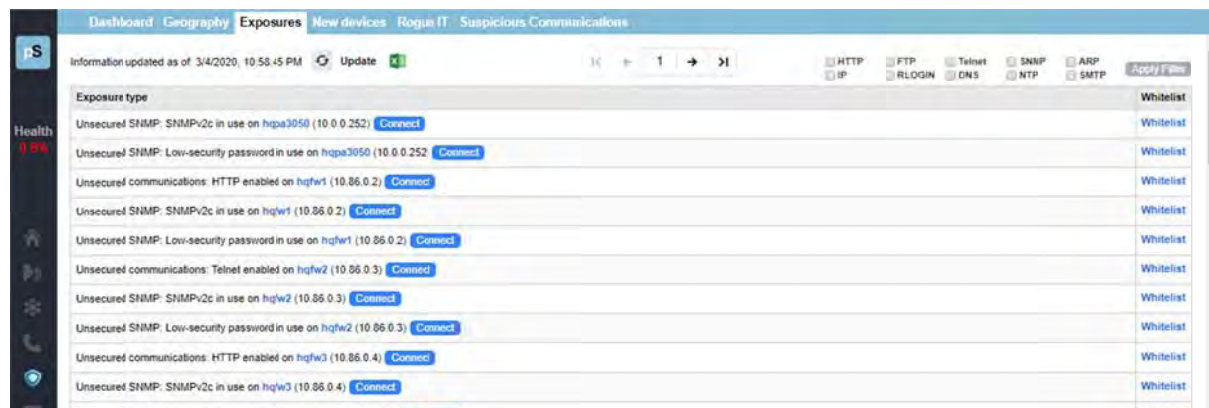 Dashboard Geography Exposures New devices Rogue IT Suspicious Communications
pS
Information updated as of 3/4/2020, 10:58:45 PM Update 1
HTTP FTP Telnet SNMP ARP
IP RLOGIN DNS NTP SMTP
Apply Filter
Exposure type Whitelist
Health
Unsecured SNMP: SNMPv2c in use on hqpa3050 (10.0.0.252) Connect Whitelist
Unsecured SNMP: Low-security password in use on hqpa3050 (10.0.0.252 Connect Whitelist
Unsecured communications: HTTP enabled on hqfw1 (10.86.0.2) Connect Whitelist
Unsecured SNMP: SNMPv2c in use on hqfw1 (10.86.0.2) Connect Whitelist
Unsecured SNMP: Low-security password in use on hqfw1 (10.86.0.2) Connect Whitelist
Unsecured communications: Telnet enabled on hqfw2 (10.86.0.3) Connect Whitelist
Unsecured SNMP: SNMPv2c in use on hqfw2 (10.86.0.3) Connect Whitelist
Unsecured SNMP: Low-security password in use on hqfw2 (10.86.0.3) Connect Whitelist
Unsecured communications: HTTP enabled on hqfw3 (10.86.0.4) Connect Whitelist
Unsecured SNMP: SNMPv2c in use on hqfw3 (10.86.0.4) Connect Whitelist